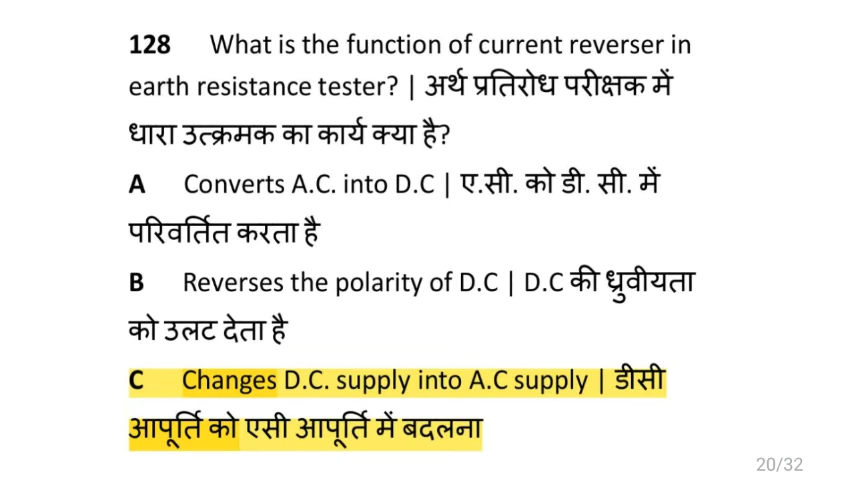 128 What is the function of current reverser in
earth resistance tester? | अर्थ प्रतिरोध परीक्षक में
धारा उत्क्रमक का कार्य क्या है?
A Converts A.C. into D.C | ए.सी. को डी. सी. में
परिवर्तित करता है
B Reverses the polarity of D.C | D.C की ध्रुवीयता
को उलट देता है
C Changes D.C. supply into A.C supply | डीसी
आपूर्ति को एसी आपूर्ति में बदलना
20/32